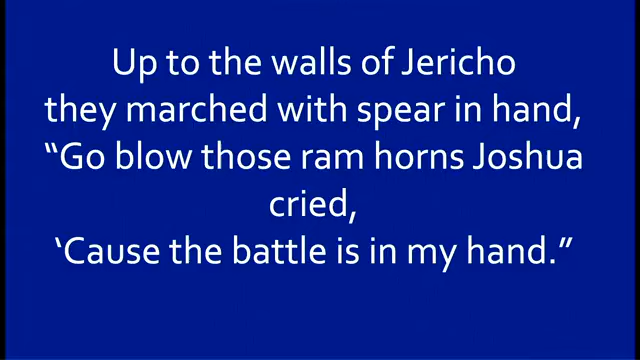 Up to the walls of Jericho
they marched with spear in hand,
“Go blow those ram horns Joshua
cried,
‘Cause the battle is in my hand.”